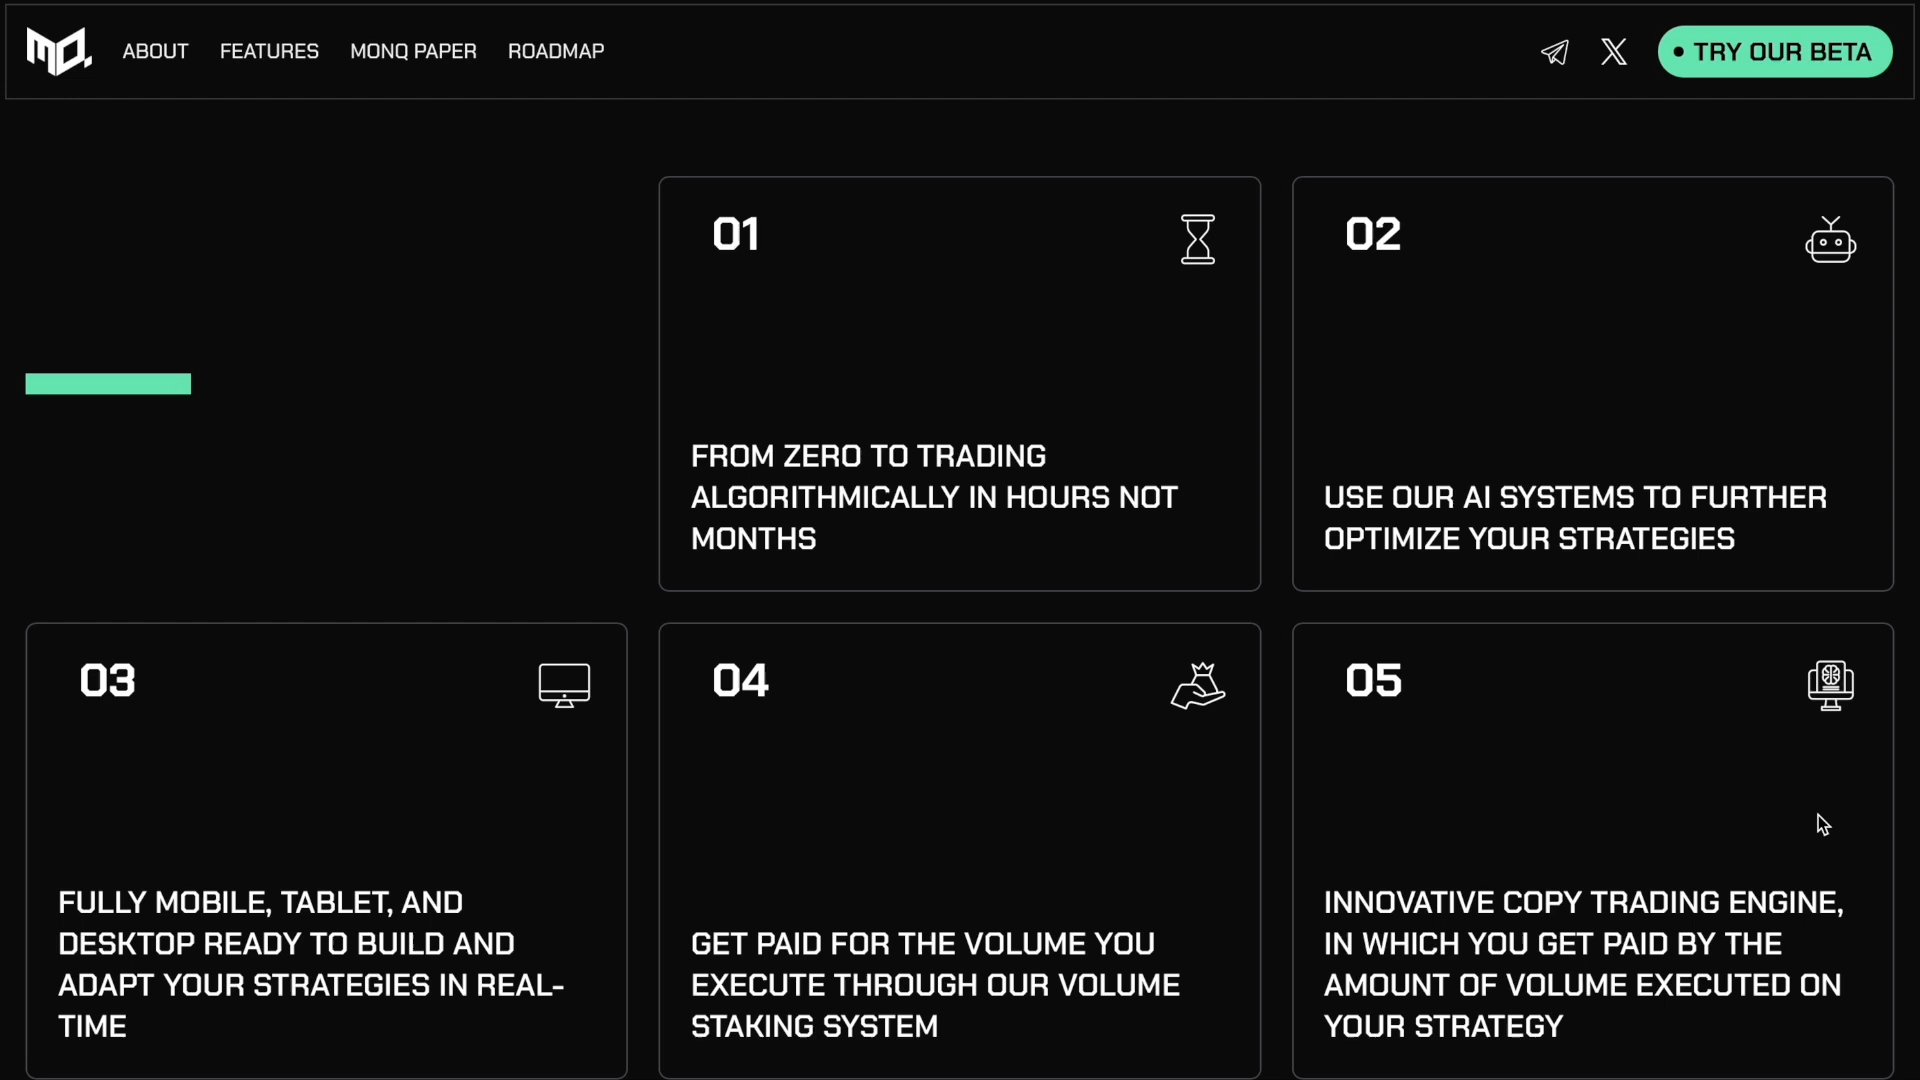 MQ.
ABOUT
FEATURES
MONQ PAPER
ROADMAP
TRY OUR BETA
01
FROM ZERO TO TRADING
ALGORITHMICALLY IN HOURS NOT
MONTHS
02
USE OUR AI SYSTEMS TO FURTHER
OPTIMIZE YOUR STRATEGIES
03
FULLY MOBILE, TABLET, AND
DESKTOP READY TO BUILD AND
ADAPT YOUR STRATEGIES IN REAL-
TIME
04
GET PAID FOR THE VOLUME YOU
EXECUTE THROUGH OUR VOLUME
STAKING SYSTEM
05
INNOVATIVE COPY TRADING ENGINE,
IN WHICH YOU GET PAID BY THE
AMOUNT OF VOLUME EXECUTED ON
YOUR STRATEGY